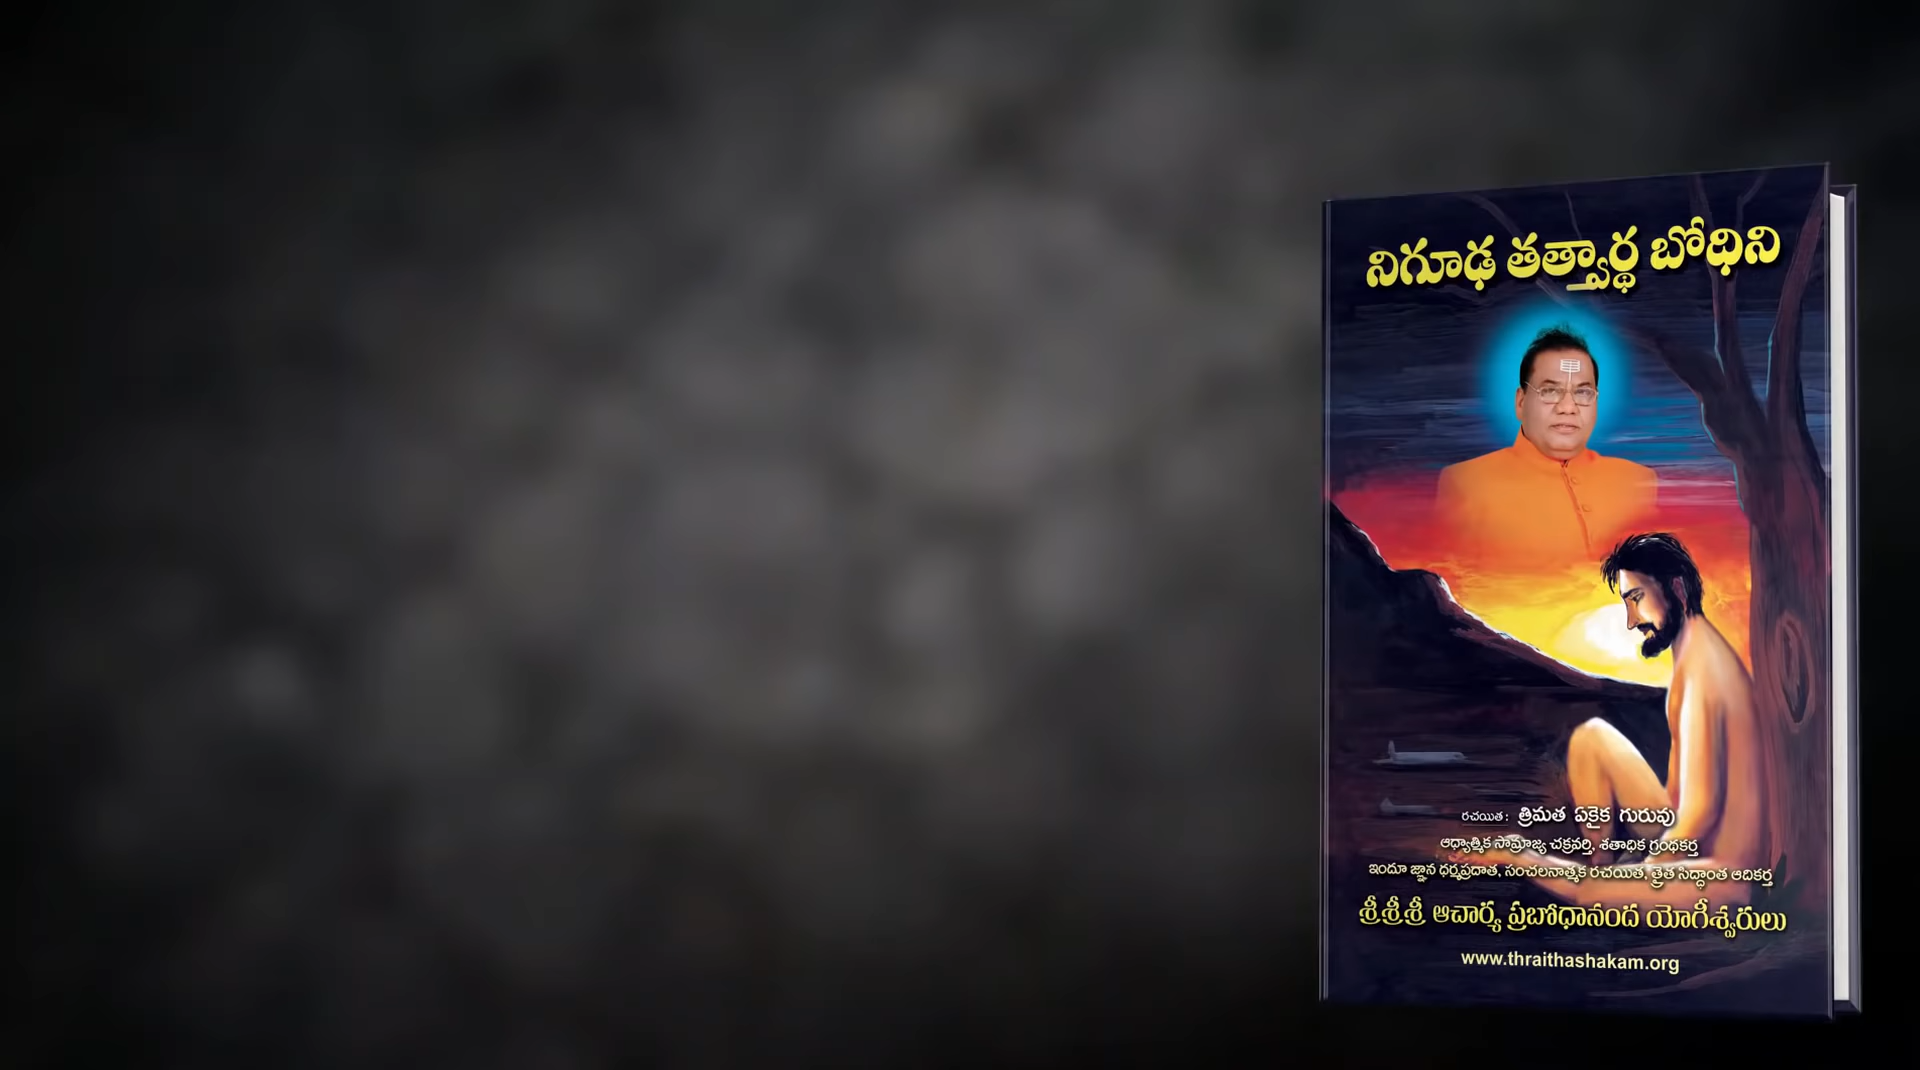 నిగూఢ తత్వార్థ బోధిని
రచయిత: త్రిమత ఏకైక గురువు
ఆధ్యాత్మిక సామ్రాజ్య చక్రవర్తి, శతాధిక గ్రంథకర్త
ఇందూ జ్ఞాన ధర్మప్రదాత, సంచలనాత్మక రచయిత, త్రైత సిద్ధాంత ఆదికర్త
శ్రీశ్రీశ్రీ ఆచార్య ప్రబోధానంద యోగీశ్వరులు
www.thraithashakam.org